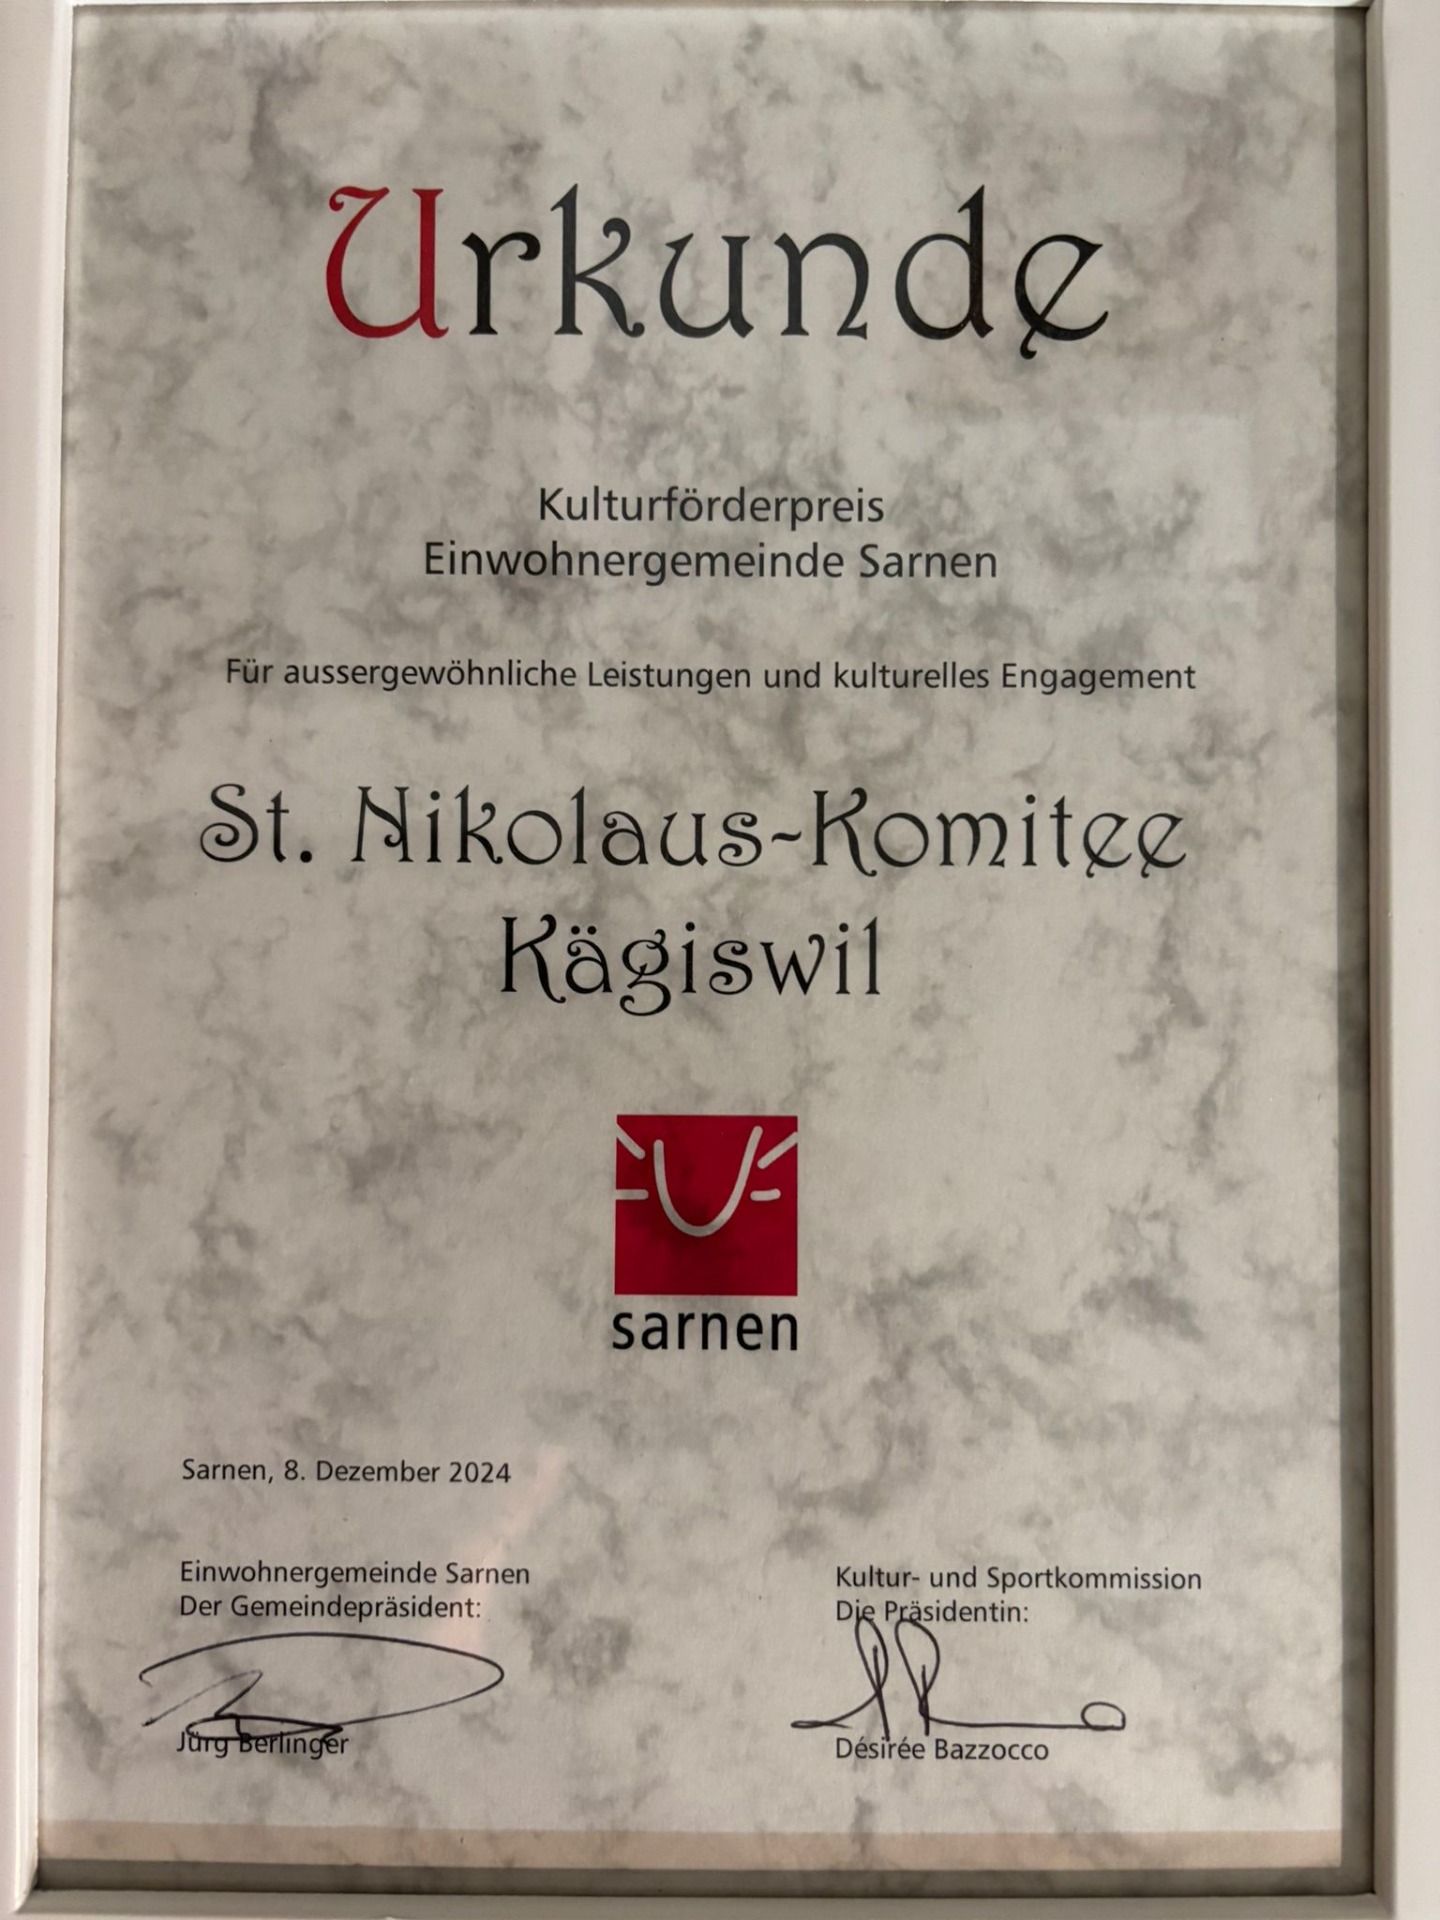 Urkunde
Kulturförderpreis
Einwohnergemeinde Sarnen
Für aussergewöhnliche Leistungen und kulturelles Engagement
St. Nikolaus-Komitee
Kägiswil
sarnen
Sarnen, 8. Dezember 2024
Einwohnergemeinde Sarnen
Der Gemeindepräsident:
Jürg Berlinger
Kultur- und Sportkommission
Die Präsidentin:
Désirée Bazzocco